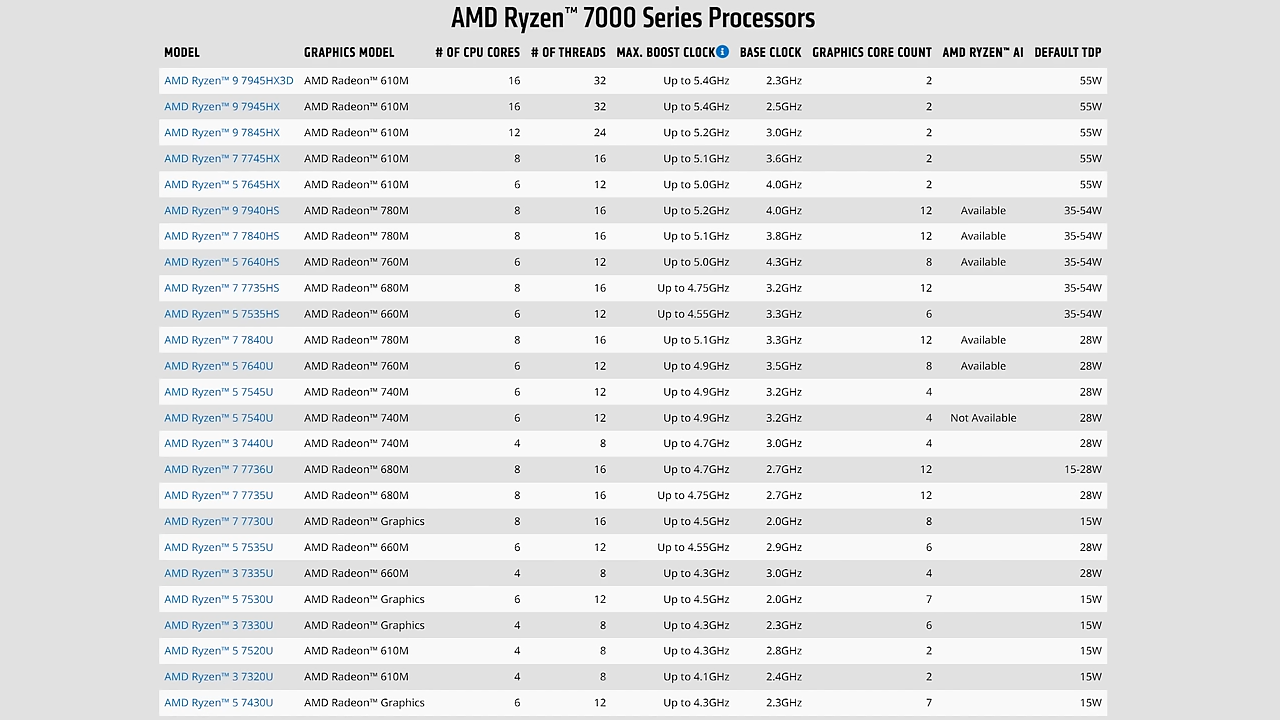 AMD Ryzen™ 7000 Series Processors
MODEL GRAPHICS MODEL # OF CPU CORES # OF THREADS MAX. BOOST CLOCK BASE CLOCK GRAPHICS CORE COUNT AMD RYZEN™ AI DEFAULT TDP
AMD Ryzen™ 9 7945HX3D AMD Radeon™ 610M 16 32 Up to 5.4GHz 2.3GHz 2 55W
AMD Ryzen™ 9 7945HX AMD Radeon™ 610M 16 32 Up to 5.4GHz 2.5GHz 2 55W
AMD Ryzen™ 9 7845HX AMD Radeon™ 610M 12 24 Up to 5.2GHz 3.0GHz 2 55W
AMD Ryzen™ 7 7745HX AMD Radeon™ 610M 8 16 Up to 5.1GHz 3.6GHz 2 55W
AMD Ryzen™ 5 7645HX AMD Radeon™ 610M 6 12 Up to 5.0GHz 4.0GHz 2 55W
AMD Ryzen™ 9 7940HS AMD Radeon™ 780M 8 16 Up to 5.2GHz 4.0GHz 12 Available 35-54W
AMD Ryzen™ 7 7840HS AMD Radeon™ 780M 8 16 Up to 5.1GHz 3.8GHz 12 Available 35-54W
AMD Ryzen™ 5 7640HS AMD Radeon™ 760M 6 12 Up to 5.0GHz 4.3GHz 8 Available 35-54W
AMD Ryzen™ 7 7735HS AMD Radeon™ 680M 8 16 Up to 4.75GHz 3.2GHz 12 35-54W
AMD Ryzen™ 5 7535HS AMD Radeon™ 660M 6 12 Up to 4.55GHz 3.3GHz 6 35-54W
AMD Ryzen™ 7 7840U AMD Radeon™ 780M 8 16 Up to 5.1GHz 3.3GHz 12 Available 28W
AMD Ryzen™ 5 7640U AMD Radeon™ 760M 6 12 Up to 4.9GHz 3.5GHz 8 Available 28W
AMD Ryzen™ 5 7545U AMD Radeon™ 740M 6 12 Up to 4.9GHz 3.2GHz 4 28W
AMD Ryzen™ 5 7540U AMD Radeon™ 740M 6 12 Up to 4.9GHz 3.2GHz 4 Not Available 28W
AMD Ryzen™ 3 7440U AMD Radeon™ 740M 4 8 Up to 4.7GHz 3.0GHz 4 28W
AMD Ryzen™ 7 7736U AMD Radeon™ 680M 8 16 Up to 4.7GHz 2.7GHz 12 15-28W
AMD Ryzen™ 7 7735U AMD Radeon™ 680M 8 16 Up to 4.75GHz 2.7GHz 12 28W
AMD Ryzen™ 7 7730U AMD Radeon™ Graphics 8 16 Up to 4.5GHz 2.0GHz 8 15W
AMD Ryzen™ 5 7535U AMD Radeon™ 660M 6 12 Up to 4.55GHz 2.9GHz 6 28W
AMD Ryzen™ 3 7335U AMD Radeon™ 660M 4 8 Up to 4.3GHz 3.0GHz 4 28W
AMD Ryzen™ 5 7530U AMD Radeon™ Graphics 6 12 Up to 4.5GHz 2.0GHz 7 15W
AMD Ryzen™ 3 7330U AMD Radeon™ Graphics 4 8 Up to 4.3GHz 2.3GHz 6 15W
AMD Ryzen™ 5 7520U AMD Radeon™ 610M 4 8 Up to 4.3GHz 2.8GHz 2 15W
AMD Ryzen™ 3 7320U AMD Radeon™ 610M 4 8 Up to 4.1GHz 2.4GHz 2 15W
AMD Ryzen™ 5 7430U AMD Radeon™ Graphics 6 12 Up to 4.3GHz 2.3GHz 7 15W